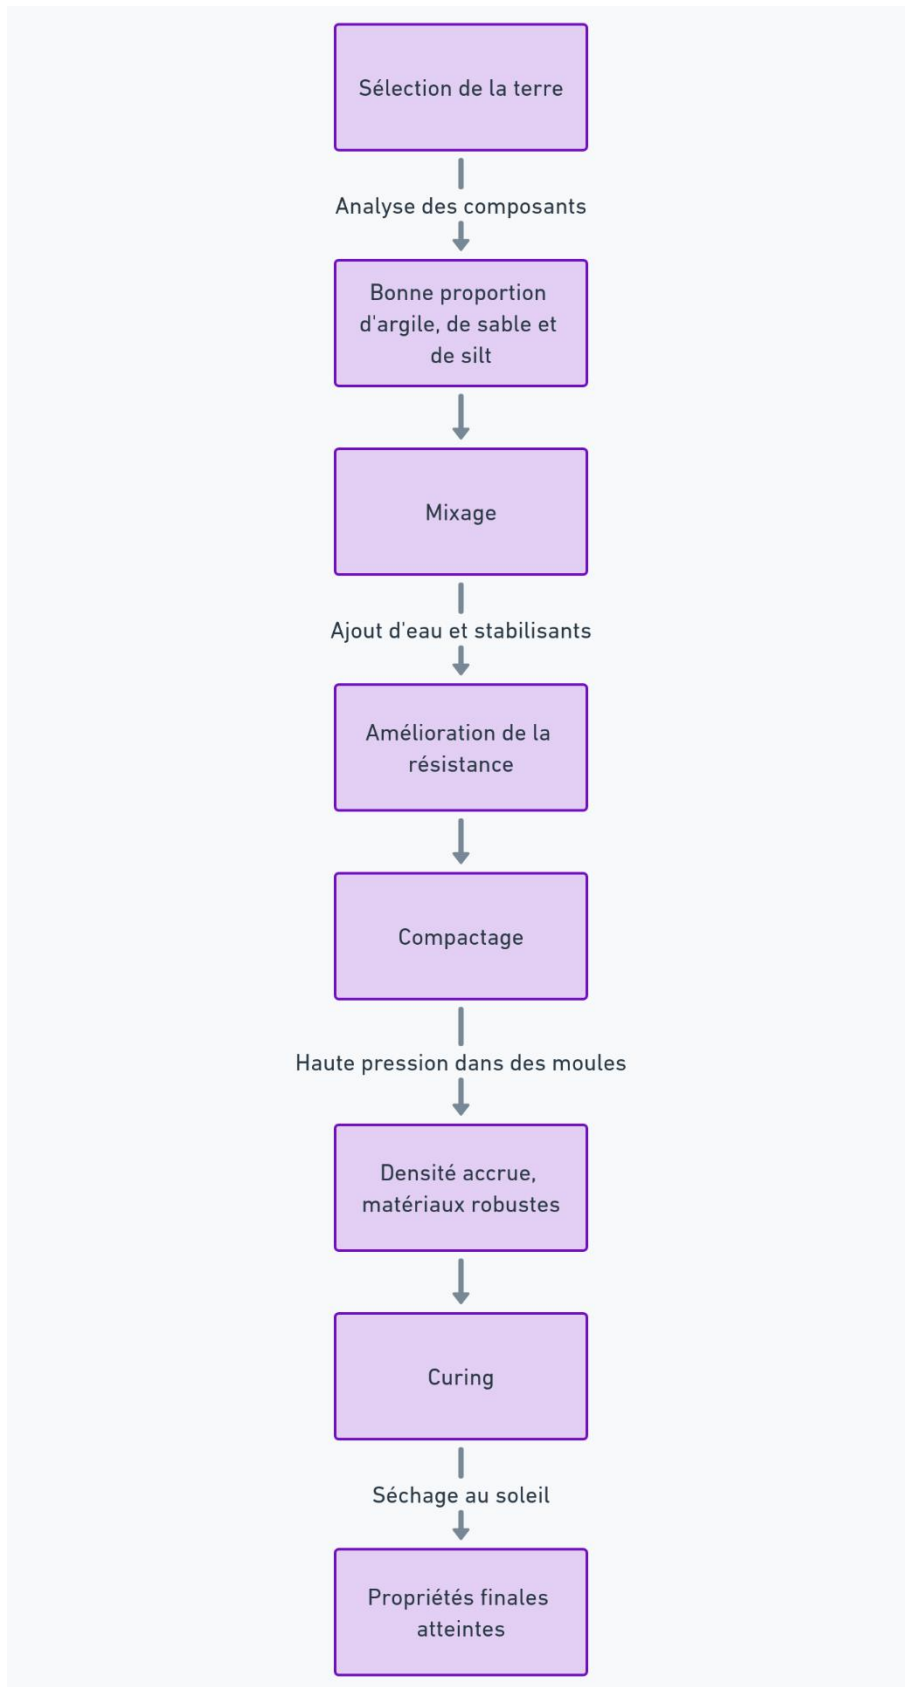 Sélection de la terre
Analyse des composants
Bonne proportion
d'argile, de sable et
de silt
Mixage
Ajout d'eau et stabilisants
Amélioration de la
résistance
Compactage
Haute pression dans des moules
Densité accrue,
matériaux robustes
Curing
Séchage au soleil
Propriétés finales
atteintes